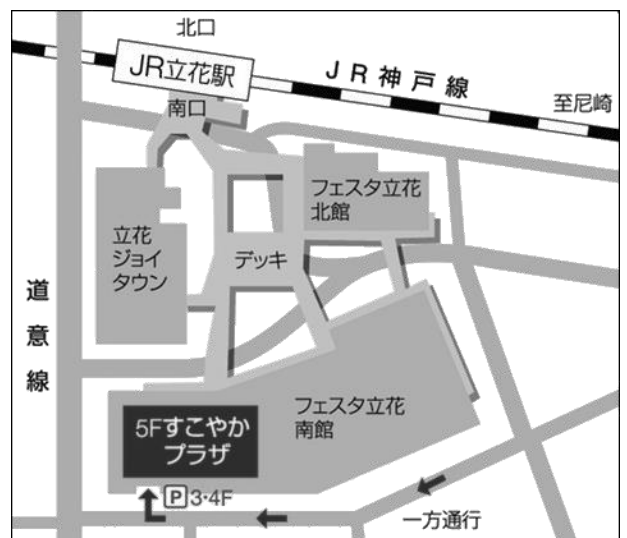 北口
JR立花駅
JR神戸線
至尼崎
南口
フェスタ立花
北館
立花
ジョイ
タウン
デッキ
道意線
フェスタ立花
南館
5Fすこやか
プラザ
P3・4F
一方通行